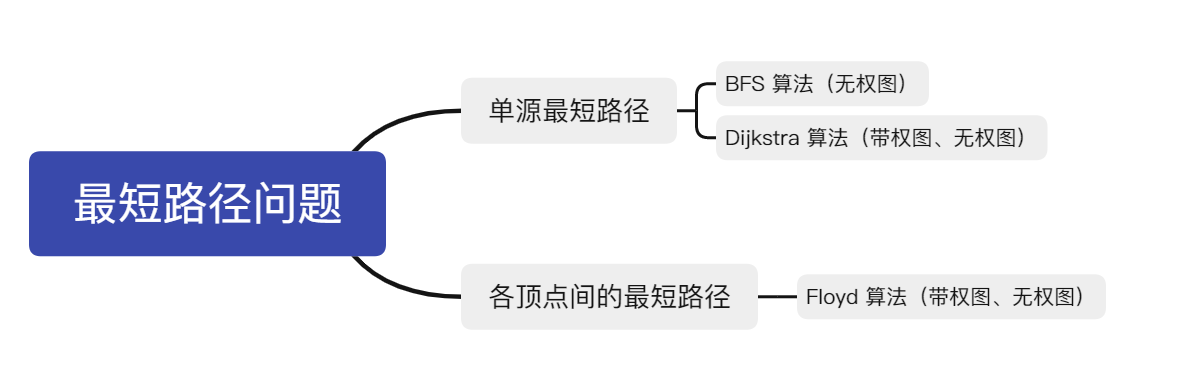 最短路径问题
单源最短路径
BFS 算法（无权图）
Dijkstra 算法（带权图、无权图）
各顶点间的最短路径
Floyd 算法（带权图、无权图）